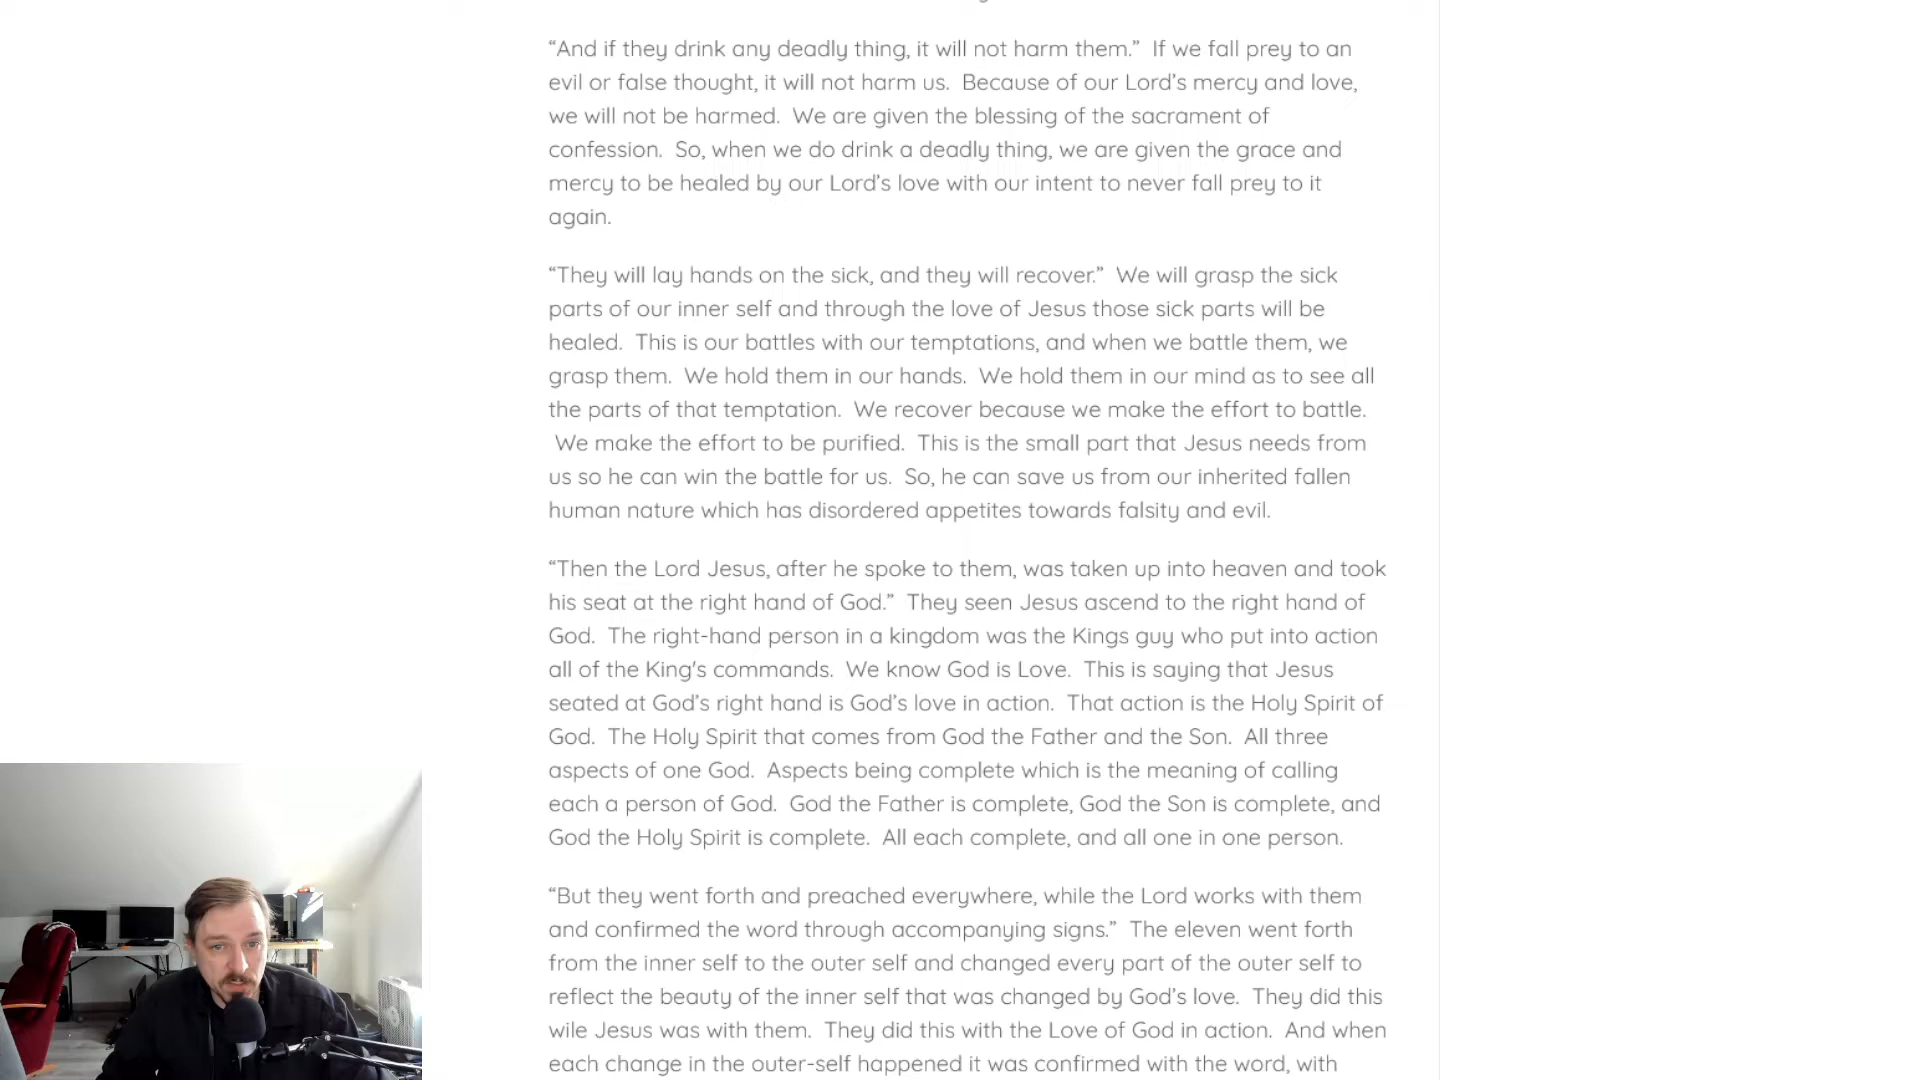 “And if they drink any deadly thing, it will not harm them.”  If we fall prey to an
evil or false thought, it will not harm us.  Because of our Lord’s mercy and love,
we will not be harmed.  We are given the blessing of the sacrament of
confession.  So, when we do drink a deadly thing, we are given the grace and
mercy to be healed by our Lord’s love with our intent to never fall prey to it
again.
“They will lay hands on the sick, and they will recover.”  We will grasp the sick
parts of our inner self and through the love of Jesus those sick parts will be
healed.  This is our battles with our temptations, and when we battle them, we
grasp them.  We hold them in our hands.  We hold them in our mind as to see all
the parts of that temptation.  We recover because we make the effort to battle.
We make the effort to be purified.  This is the small part that Jesus needs from
us so he can win the battle for us.  So, he can save us from our inherited fallen
human nature which has disordered appetites towards falsity and evil.
“Then the Lord Jesus, after he spoke to them, was taken up into heaven and took
his seat at the right hand of God.”  They seen Jesus ascend to the right hand of
God.  The right-hand person in a kingdom was the Kings guy who put into action
all of the King's commands.  We know God is Love.  This is saying that Jesus
seated at God’s right hand is God’s love in action.  That action is the Holy Spirit of
God.  The Holy Spirit that comes from God the Father and the Son.  All three
aspects of one God.  Aspects being complete which is the meaning of calling
each a person of God.  God the Father is complete, God the Son is complete, and
God the Holy Spirit is complete.  All each complete, and all one in one person.
“But they went forth and preached everywhere, while the Lord works with them
and confirmed the word through accompanying signs.”  The eleven went forth
from the inner self to the outer self and changed every part of the outer self to
reflect the beauty of the inner self that was changed by God’s love.  They did this
wile Jesus was with them.  They did this with the Love of God in action.  And when
each change in the outer-self happened it was confirmed with the word, with